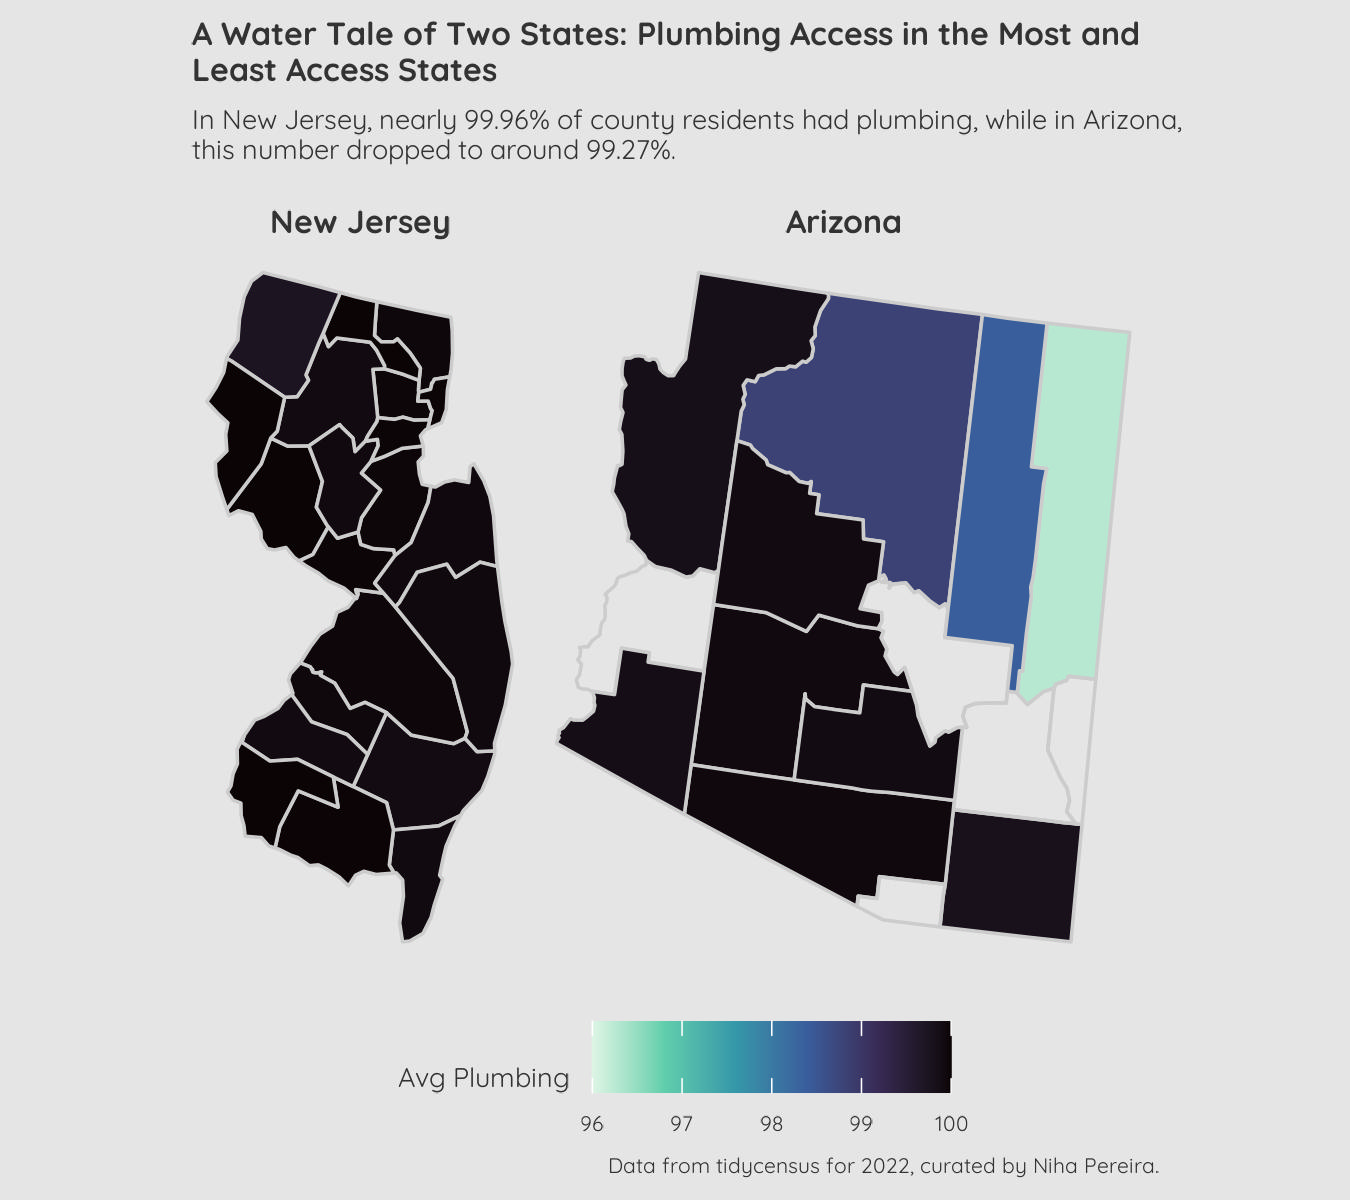 A Water Tale of Two States: Plumbing Access in the Most and
Least Access States
In New Jersey, nearly 99.96% of county residents had plumbing, while in Arizona,
this number dropped to around 99.27%.
New Jersey
Arizona
Avg Plumbing
96 97 98 99 100
Data from tidycensus for 2022, curated by Niha Pereira.